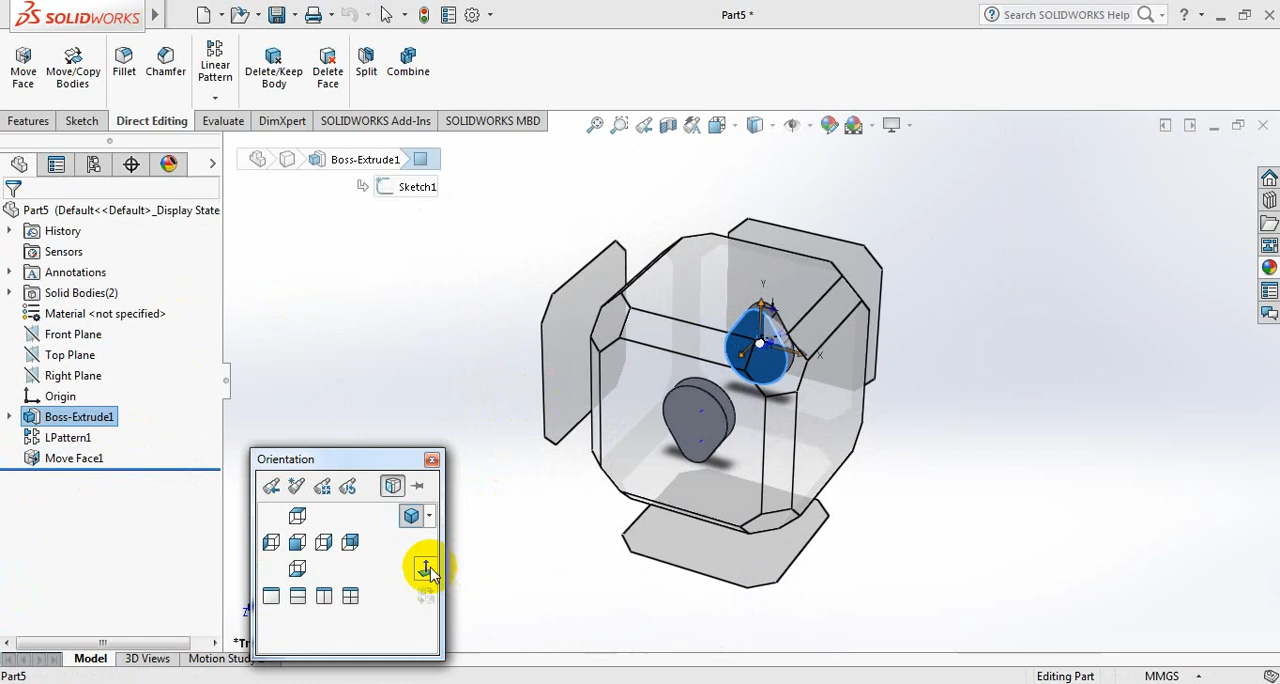 SOLIDWORKS
Part5 *
Search SOLIDWORKS Help
?
Move Face
Move/Copy Bodies
Fillet
Chamfer
Linear Pattern
Delete/Keep Body
Delete Face
Split
Combine
Features
Sketch
Direct Editing
Evaluate
DimXpert
SOLIDWORKS Add-Ins
SOLIDWORKS MBD
Boss-Extrude1
Sketch1
Part5 (Default<<Default>_Display State
History
Sensors
Annotations
Solid Bodies(2)
Material <not specified>
Front Plane
Top Plane
Right Plane
Origin
Boss-Extrude1
LPattern1
Move Face1
Y
X
Orientation
Z
*Tr
Model
3D Views
Motion Study
Part5
Editing Part
MMGS